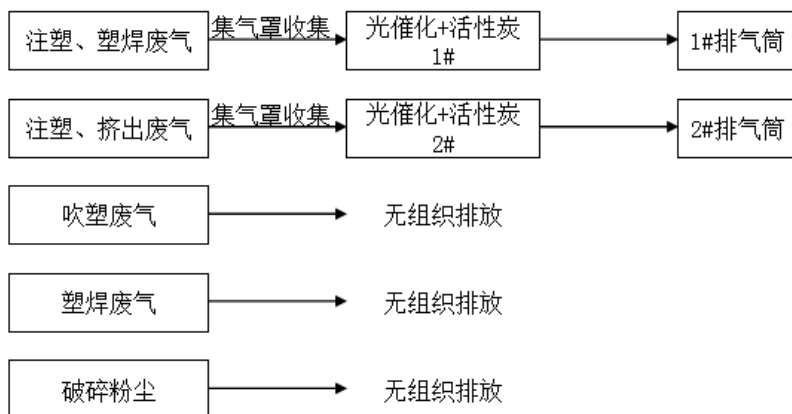 注塑、塑焊废气
集气罩收集
光催化+活性炭
1#
1#排气筒
注塑、挤出废气
集气罩收集
光催化+活性炭
2#
2#排气筒
吹塑废气
无组织排放
塑焊废气
无组织排放
破碎粉尘
无组织排放